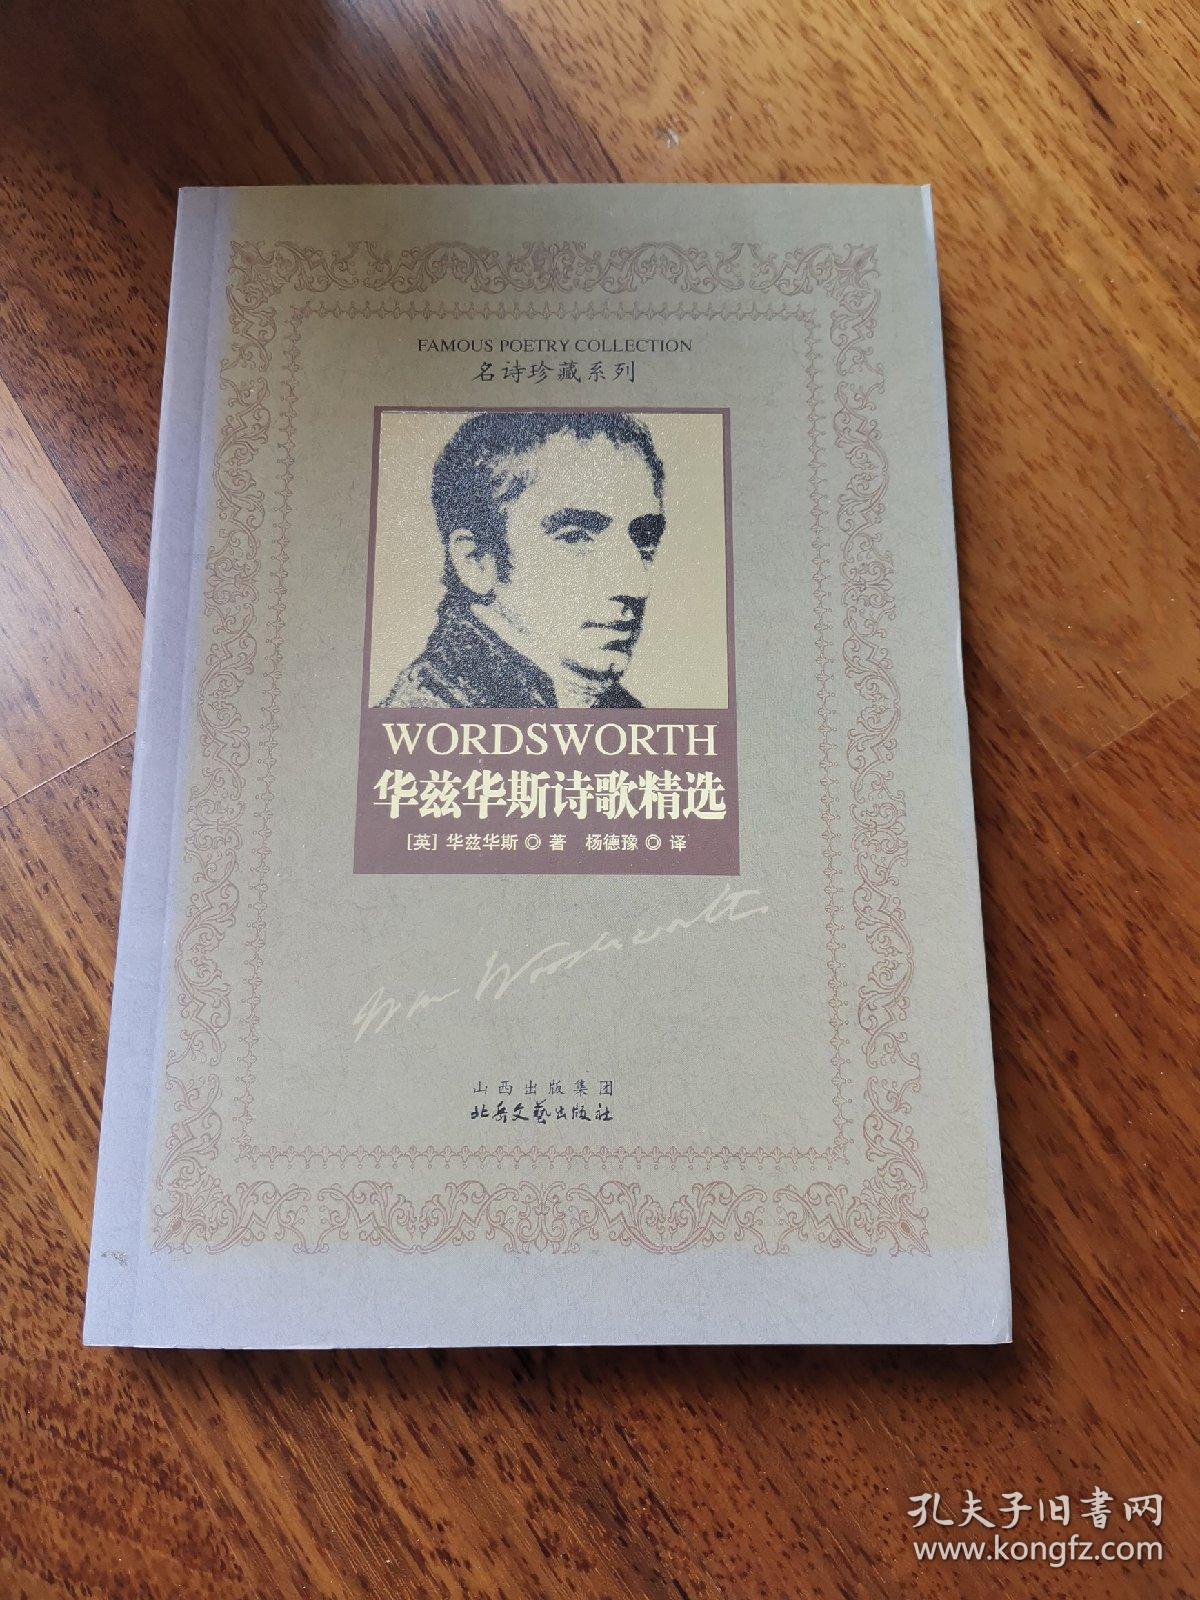 FAMOUS POETRY COLLECTION
名诗珍藏系列
WORDSWORTH
华兹华斯诗歌精选
[英] 华兹华斯◎著 杨德豫◎译
Wm Wordsworth
山西出版集团
北岳文艺出版社
孔夫子旧书网
www.kongfz.com